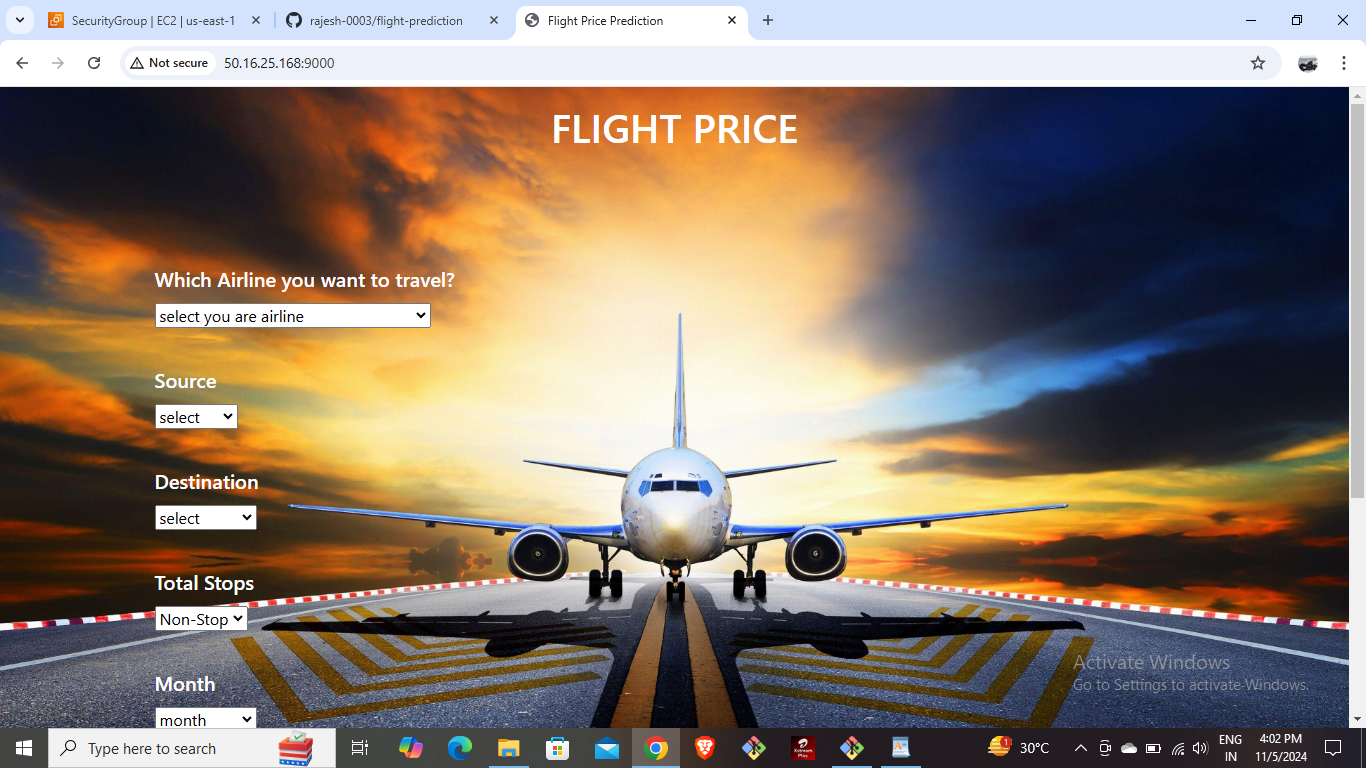 SecurityGroup | EC2 | us-east-1
rajesh-0003/flight-prediction
Flight Price Prediction
Not secure
50.16.25.168:9000
FLIGHT PRICE
Which Airline you want to travel?
select you are airline
Source
select
Destination
select
Total Stops
Non-Stop
Month
month
Activate Windows
Go to Settings to activate Windows.
Type here to search
1
30°C
ENG
IN
4:02 PM
11/5/2024